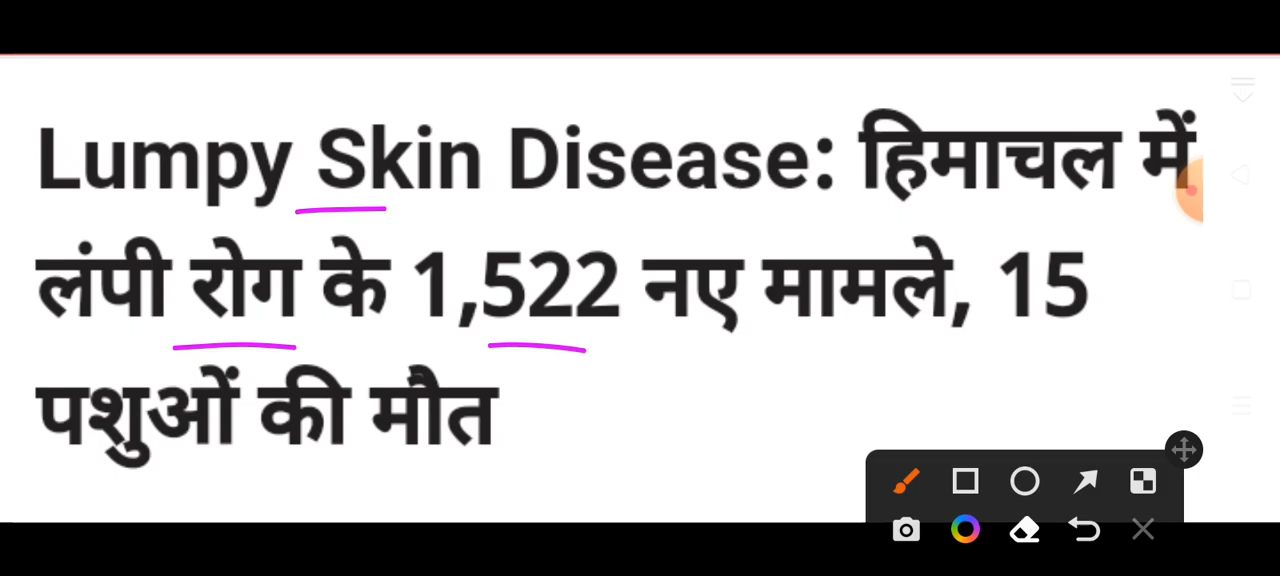 Lumpy Skin Disease: हिमाचल में
लंपी रोग के 1,522 नए मामले, 15
पशुओं की मौत